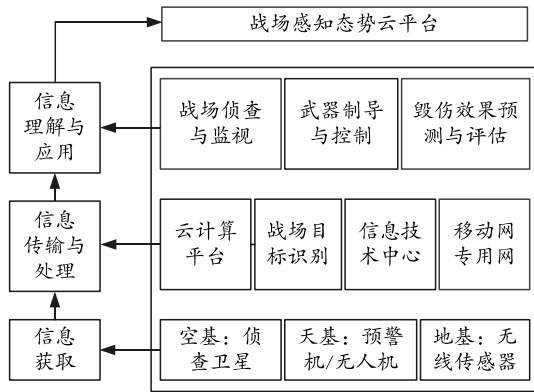 战场感知态势云平台
信息
理解与
应用
战场侦查
与监视
武器制导
与控制
毁伤效果预
测与评估
信息
传输与
处理
云计算
平台
战场目
标识别
信息技
术中心
移动网
专用网
信息
获取
空基：侦
查卫星
天基：预警
机/无人机
地基：无
线传感器